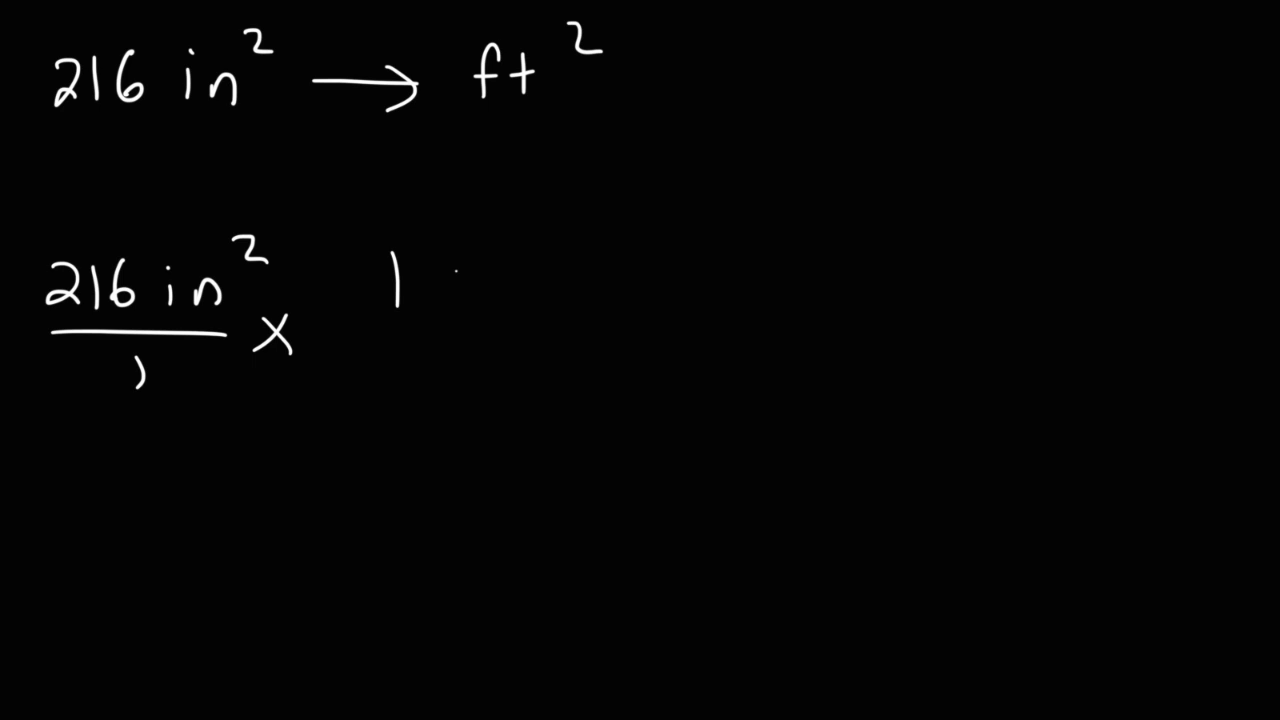 216 in² → ft²
216 in² / 1 x 1